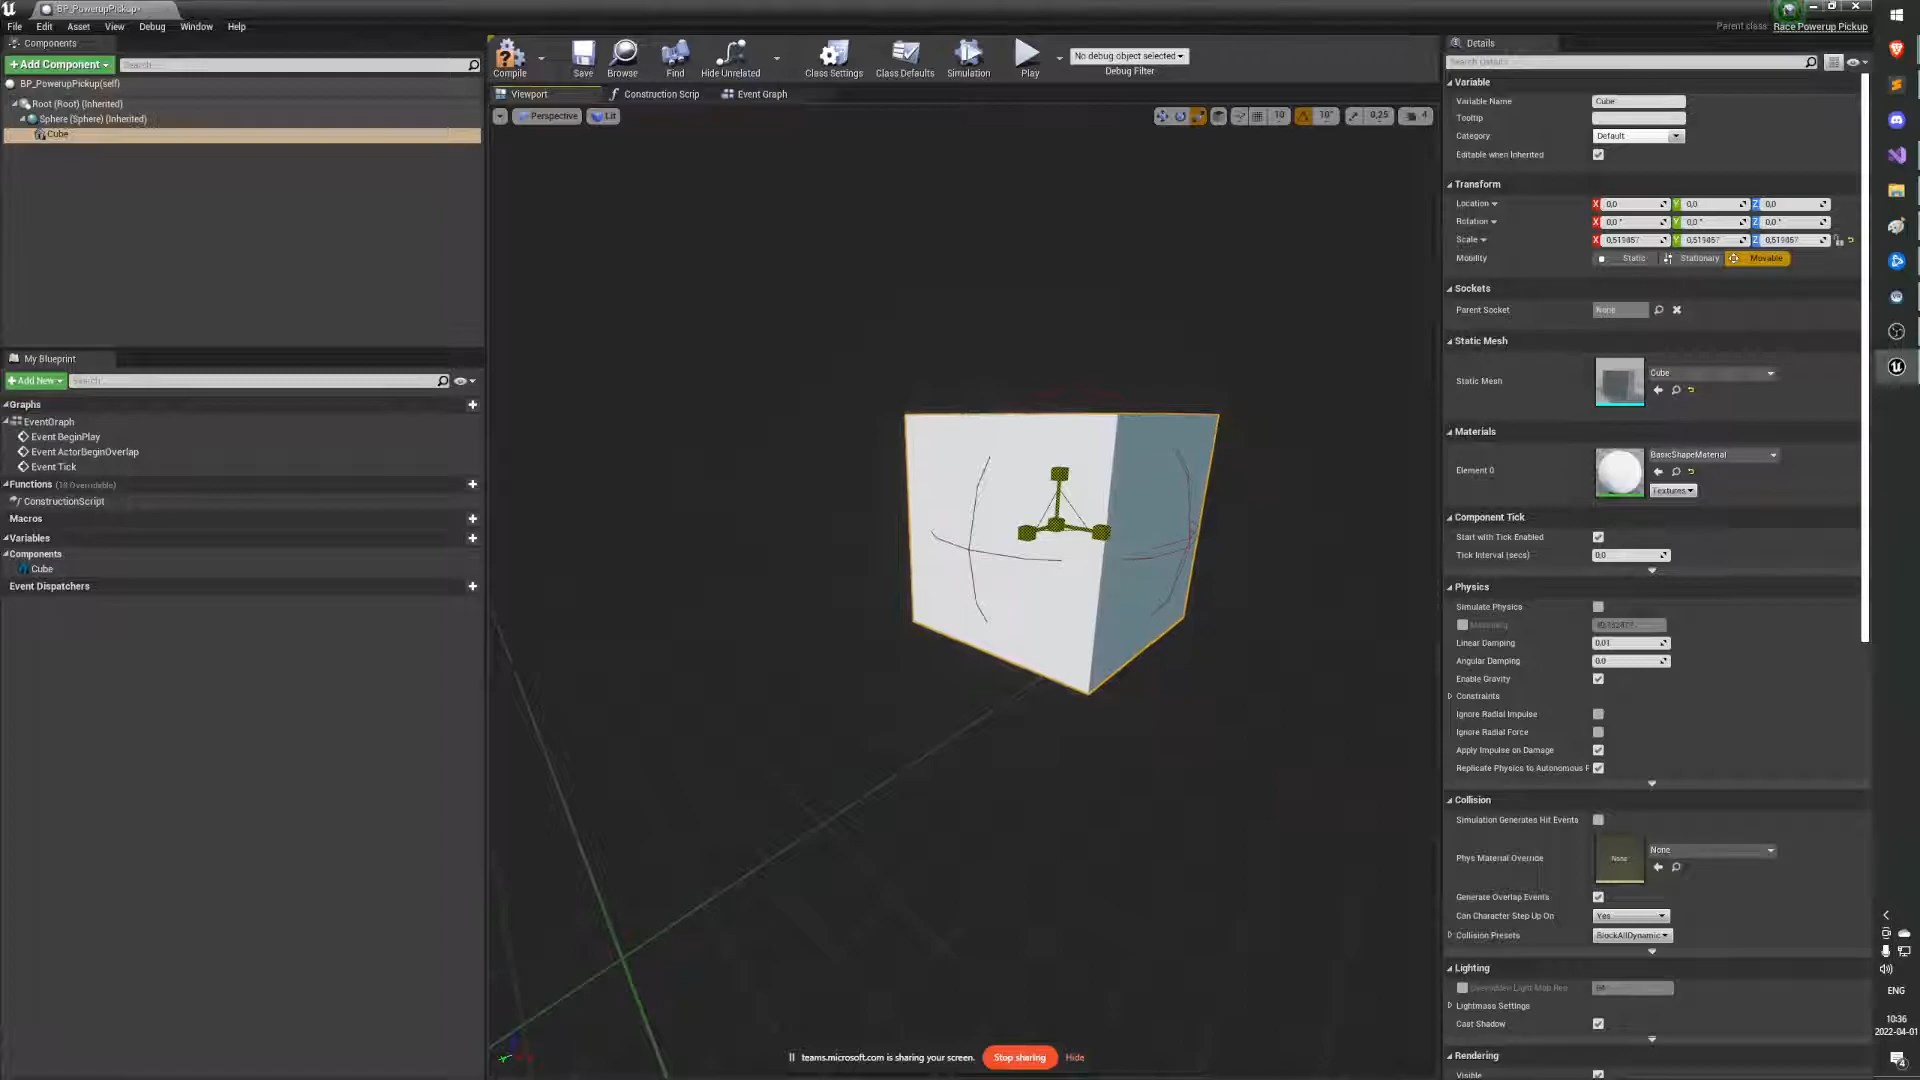 BP_PowerupPickup*
File Edit Asset View Debug Window Help
Parent class: Race Powerup Pickup
Components
+Add Component
Search
BP_PowerupPickup(self)
Root (Root) (Inherited)
Sphere (Sphere) (Inherited)
Cube
My Blueprint
+Add New
Search
Graphs
EventGraph
Event BeginPlay
Event ActorBeginOverlap
Event Tick
Functions (18 Overridable)
ConstructionScript
Macros
Variables
Components
Cube
Event Dispatchers
Compile Save Browse Find Hide Unrelated Class Settings Class Defaults Simulation Play
No debug object selected
Debug Filter
Viewport Construction Scrip Event Graph
Perspective Lit
10 10° 0,25 4
Details
Search Details
Variable
Variable Name Cube
Tooltip
Category Default
Editable when Inherited
Transform
Location X 0,0 Y 0,0 Z 0,0
Rotation X 0,0 ° Y 0,0 ° Z 0,0 °
Scale X 0,519457 Y 0,519457 Z 0,519457
Mobility Static Stationary Movable
Sockets
Parent Socket None
Static Mesh
Static Mesh Cube
Materials
Element 0 BasicShapeMaterial
Textures
Component Tick
Start with Tick Enabled
Tick Interval (secs) 0,0
Physics
Simulate Physics
Linear Damping 0,01
Angular Damping 0,0
Enable Gravity
Constraints
Ignore Radial Impulse
Ignore Radial Force
Apply Impulse on Damage
Replicate Physics to Autonomous P
Collision
Simulation Generates Hit Events
Phys Material Override None None
Generate Overlap Events
Can Character Step Up On Yes
Collision Presets BlockAllDynamic
Lighting
Overridden Light Map Res 64
Lightmass Settings
Cast Shadow
Rendering
Visible
teams.microsoft.com is sharing your screen. Stop sharing Hide
ENG
10:36
2022-04-01
4